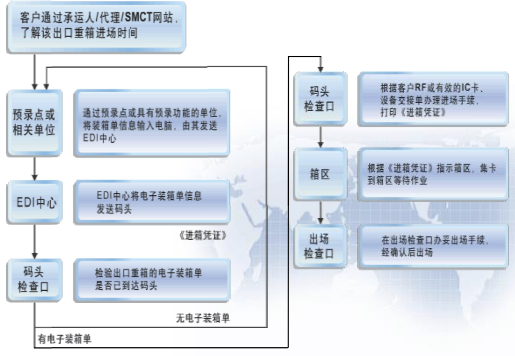 客户通过承运人/代理/SMCT网站，
了解该出口重箱进场时间
预录点或
相关单位
通过预录点或具有预录功能的单位，
将装箱单信息输入电脑，由其发送
EDI中心
EDI中心
EDI中心将电子装箱单信息
发送码头
《进箱凭证》
码头
检查口
检验出口重箱的电子装箱单
是否已到达码头
无电子装箱单
有电子装箱单
码头
检查口
根据客户RF或有效的IC卡，
设备交接单办理进场手续，
打印《进箱凭证》
箱区
根据《进箱凭证》指示箱区，集卡
到箱区等待作业
出场
检查口
在出场检查口办妥出场手续，
经确认后出场